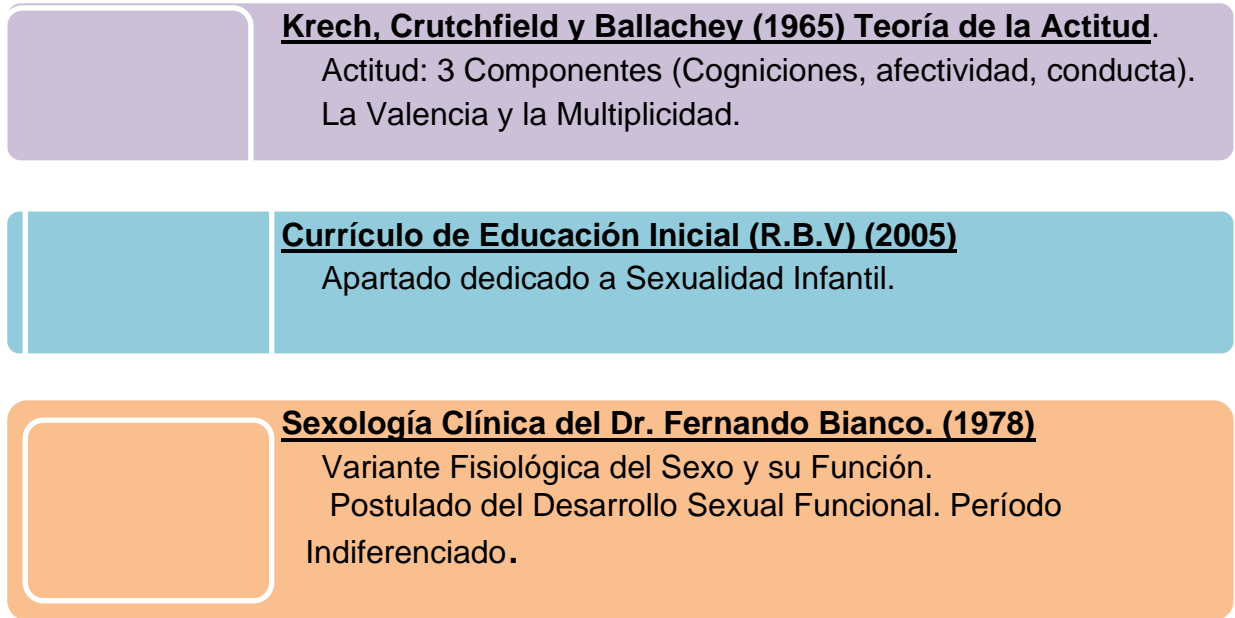 Krech, Crutchfield y Ballachey (1965) Teoría de la Actitud.
Actitud: 3 Componentes (Cogniciones, afectividad, conducta).
La Valencia y la Multiplicidad.
Currículo de Educación Inicial (R.B.V) (2005)
Apartado dedicado a Sexualidad Infantil.
Sexología Clínica del Dr. Fernando Bianco. (1978)
Variante Fisiológica del Sexo y su Función.
Postulado del Desarrollo Sexual Funcional. Período
Indiferenciado.